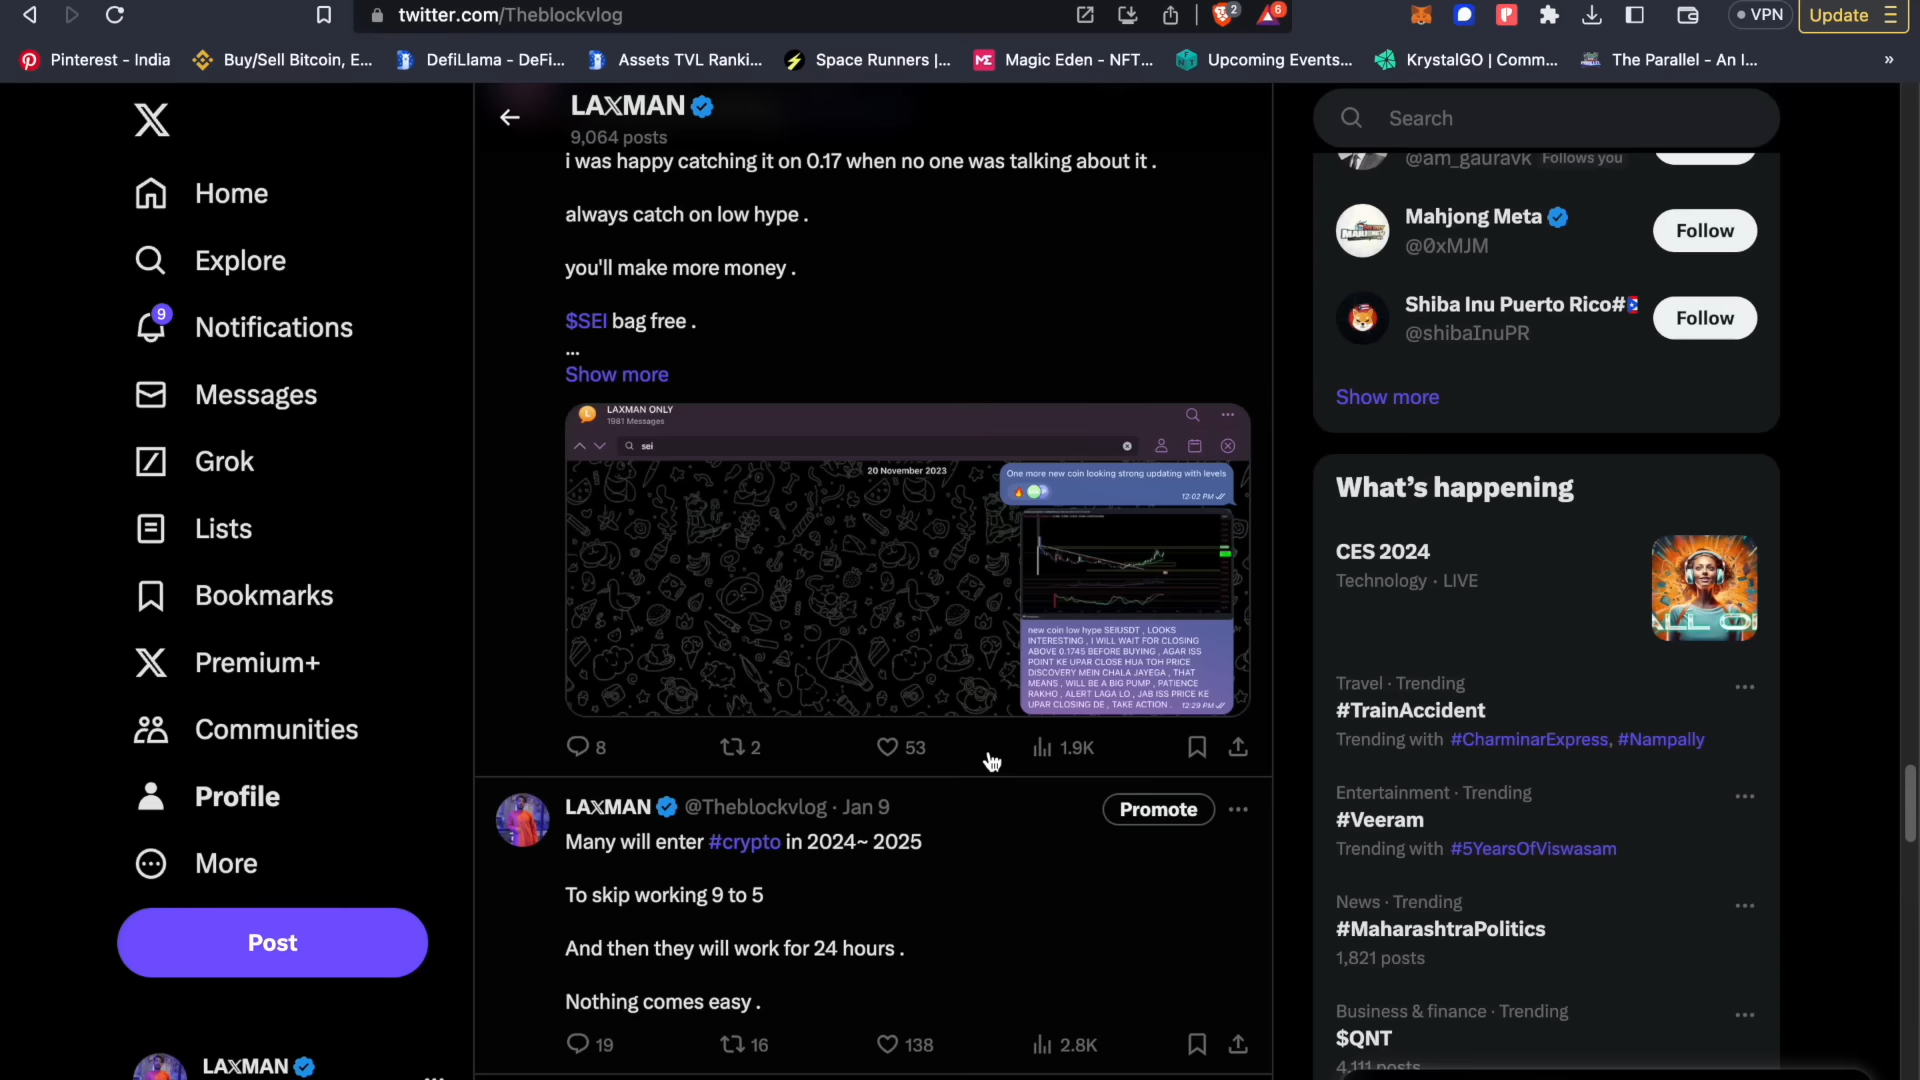 twitter.com/Theblockvlog
2
6
VPN
Update
Pinterest - India
Buy/Sell Bitcoin, E...
DefiLlama - DeFi...
Assets TVL Ranki...
Space Runners |...
Magic Eden - NFT...
Upcoming Events...
KrystalGO | Comm...
The Parallel - An I...
»
Home
Explore
9
Notifications
Messages
Grok
Lists
Bookmarks
Premium+
Communities
Profile
More
Post
LAXMAN
LAXMAN
9,064 posts
i was happy catching it on 0.17 when no one was talking about it .
always catch on low hype .
you'll make more money .
$SEI bag free .
...
Show more
LAXMAN ONLY
1981 Messages
sei
20 November 2023
One more new coin looking strong updating with levels
12:02 PM
new coin low hype SEIUSDT , LOOKS
INTERESTING , I WILL WAIT FOR CLOSING
ABOVE 0.1745 BEFORE BUYING , AGAR ISS
POINT KE UPAR CLOSE HUA TOH PRICE
DISCOVERY MEIN CHALA JAYEGA , THAT
MEANS , WILL BE A BIG PUMP , PATIENCE
RAKHO , ALERT LAGA LO , JAB ISS PRICE KE
UPAR CLOSING DE , TAKE ACTION .
12:29 PM
8
2
53
1.9K
LAXMAN @Theblockvlog · Jan 9
Promote
Many will enter #crypto in 2024~ 2025
To skip working 9 to 5
And then they will work for 24 hours .
Nothing comes easy .
19
16
138
2.8K
Search
@am_gauravk Follows you
Mahjong Meta
@0xMJM
Follow
Shiba Inu Puerto Rico#
@shibaInuPR
Follow
Show more
What's happening
CES 2024
Technology · LIVE
Travel · Trending
#TrainAccident
Trending with #CharminarExpress, #Nampally
Entertainment · Trending
#Veeram
Trending with #5YearsOfViswasam
News · Trending
#MaharashtraPolitics
1,821 posts
Business & finance · Trending
$QNT
4,111 posts